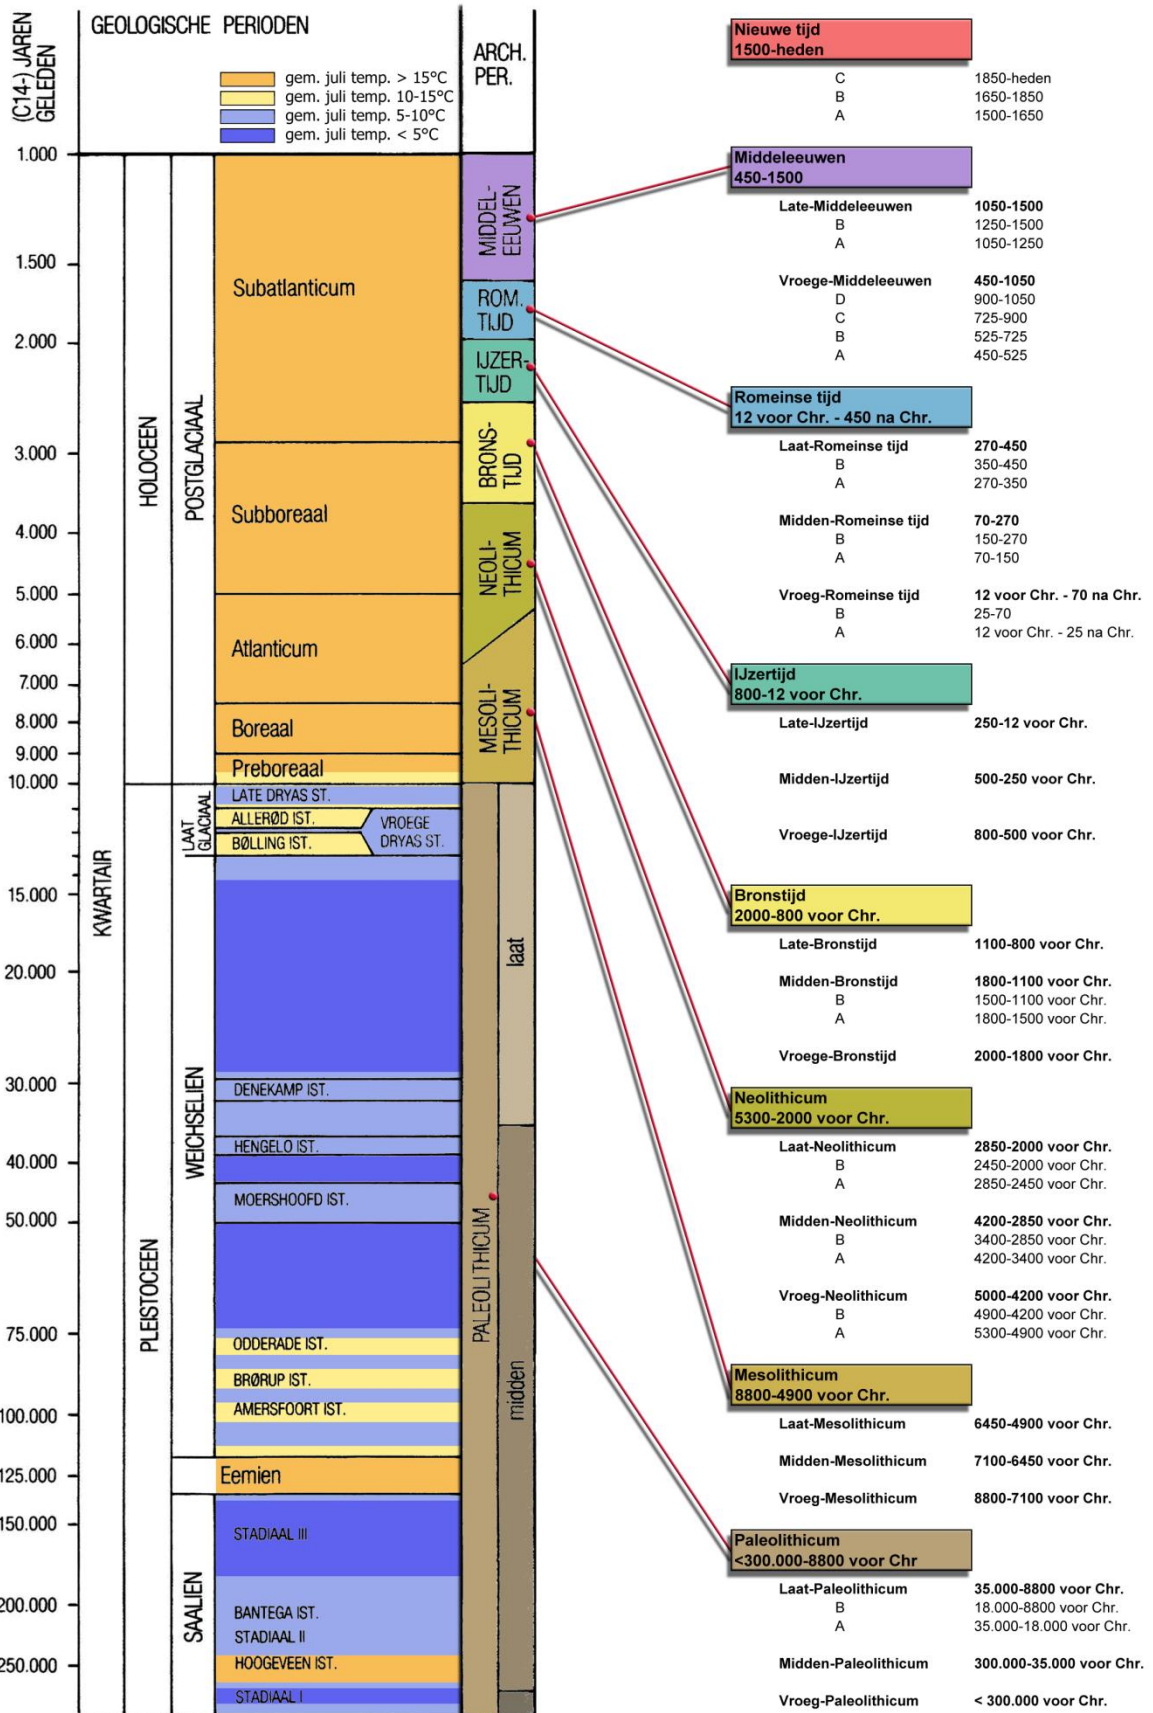 (C14-) JAREN
GELEDEN
GEOLOGISCHE PERIODEN
gem. juli temp. > 15°C
gem. juli temp. 10-15°C
gem. juli temp. 5-10°C
gem. juli temp. < 5°C
ARCH.
PER.
1.000
1.500
2.000
3.000
4.000
5.000
6.000
7.000
8.000
9.000
10.000
15.000
20.000
30.000
40.000
50.000
75.000
100.000
125.000
150.000
200.000
250.000
KWARTAIR
HOLOCEEN
PLEISTOCEEN
POSTGLACIAAL
LAAT
GLACIAAL
WEICHSELIEN
SAALIEN
Subatlanticum
Subboreaal
Atlanticum
Boreaal
Preboreaal
LATE DRYAS ST.
ALLERØD IST.
VROEGE
DRYAS ST.
BØLLING IST.
DENEKAMP IST.
HENGELO IST.
MOERSHOOFD IST.
ODDERADE IST.
BRØRUP IST.
AMERSFOORT IST.
Eemien
STADIAAL III
BANTEGA IST.
STADIAAL II
HOOGEVEEN IST.
STADIAAL I
MIDDEL-
EEUWEN
ROM.
TIJD
IJZER-
TIJD
BRONS-
TIJD
NEOLI-
THICUM
MESOLI-
THICUM
PALEOLITHICUM
laat
midden
Nieuwe tijd
1500-heden
C 1850-heden
B 1650-1850
A 1500-1650
Middeleeuwen
450-1500
Late-Middeleeuwen 1050-1500
B 1250-1500
A 1050-1250
Vroege-Middeleeuwen 450-1050
D 900-1050
C 725-900
B 525-725
A 450-525
Romeinse tijd
12 voor Chr. - 450 na Chr.
Laat-Romeinse tijd 270-450
B 350-450
A 270-350
Midden-Romeinse tijd 70-270
B 150-270
A 70-150
Vroeg-Romeinse tijd 12 voor Chr. - 70 na Chr.
B 25-70
A 12 voor Chr. - 25 na Chr.
IJzertijd
800-12 voor Chr.
Late-IJzertijd 250-12 voor Chr.
Midden-IJzertijd 500-250 voor Chr.
Vroege-IJzertijd 800-500 voor Chr.
Bronstijd
2000-800 voor Chr.
Late-Bronstijd 1100-800 voor Chr.
Midden-Bronstijd 1800-1100 voor Chr.
B 1500-1100 voor Chr.
A 1800-1500 voor Chr.
Vroege-Bronstijd 2000-1800 voor Chr.
Neolithicum
5300-2000 voor Chr.
Laat-Neolithicum 2850-2000 voor Chr.
B 2450-2000 voor Chr.
A 2850-2450 voor Chr.
Midden-Neolithicum 4200-2850 voor Chr.
B 3400-2850 voor Chr.
A 4200-3400 voor Chr.
Vroeg-Neolithicum 5000-4200 voor Chr.
B 4900-4200 voor Chr.
A 5300-4900 voor Chr.
Mesolithicum
8800-4900 voor Chr.
Laat-Mesolithicum 6450-4900 voor Chr.
Midden-Mesolithicum 7100-6450 voor Chr.
Vroeg-Mesolithicum 8800-7100 voor Chr.
Paleolithicum
<300.000-8800 voor Chr
Laat-Paleolithicum 35.000-8800 voor Chr.
B 18.000-8800 voor Chr.
A 35.000-18.000 voor Chr.
Midden-Paleolithicum 300.000-35.000 voor Chr.
Vroeg-Paleolithicum < 300.000 voor Chr.